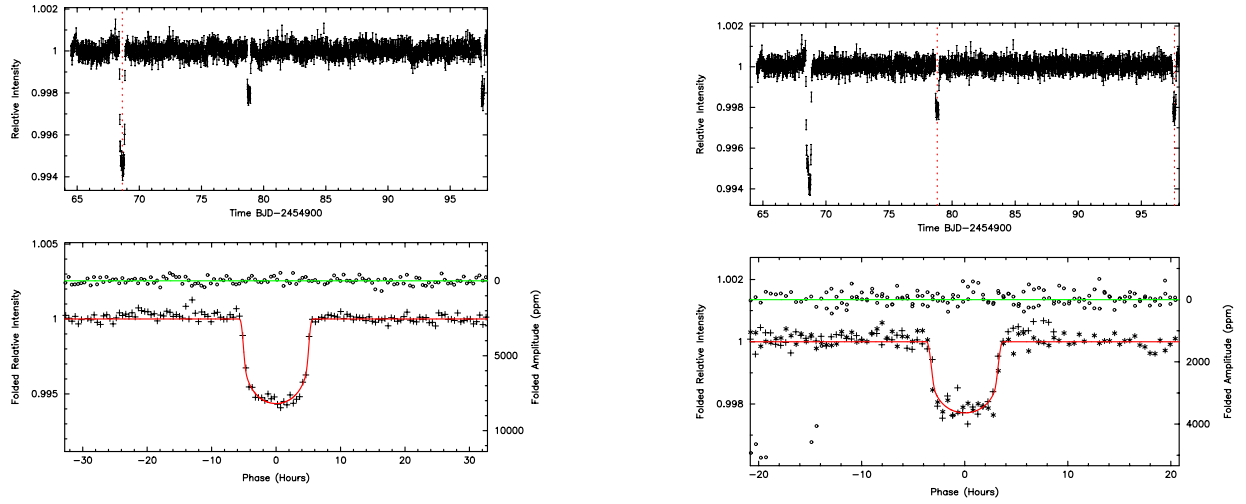 1.002
1
0.998
0.996
0.994
Relative Intensity
65 70 75 80 85 90 95
Time BJD-2454900
1.005
1
0.995
Folded Relative Intensity
0
5000
10000
Folded Amplitude (ppm)
−30 −20 −10 0 10 20 30
Phase (Hours)
1.002
1
0.998
0.996
0.994
Relative Intensity
65 70 75 80 85 90 95
Time BJD-2454900
1.002
1
0.998
Folded Relative Intensity
0
2000
4000
Folded Amplitude (ppm)
−20 −10 0 10 20
Phase (Hours)